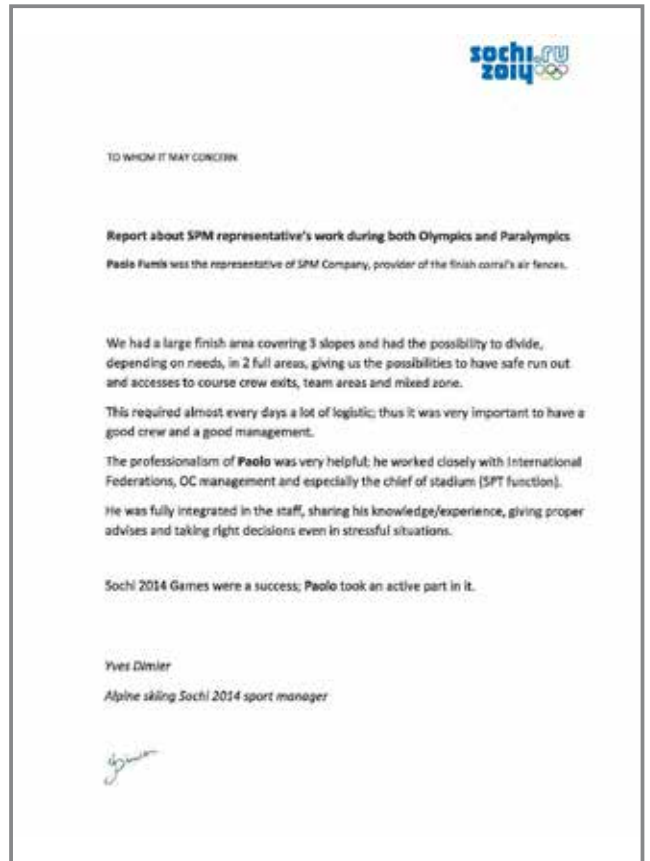 sochi.ru
2014
TO WHOM IT MAY CONCERN
Report about SPM representative's work during both Olympics and Paralympics
Paolo Fumis was the representative of SPM Company, provider of the finish corral's air fences.
We had a large finish area covering 3 slopes and had the possibility to divide,
depending on needs, in 2 full areas, giving us the possibilities to have safe run out
and accesses to course crew exits, team areas and mixed zone.
This required almost every days a lot of logistic; thus it was very important to have a
good crew and a good management.
The professionalism of Paolo was very helpful; he worked closely with International
Federations, OC management and especially the chief of stadium (SPT function).
He was fully integrated in the staff, sharing his knowledge/experience, giving proper
advises and taking right decisions even in stressful situations.
Sochi 2014 Games were a success; Paolo took an active part in it.
Yves Dimier
Alpine skiing Sochi 2014 sport manager